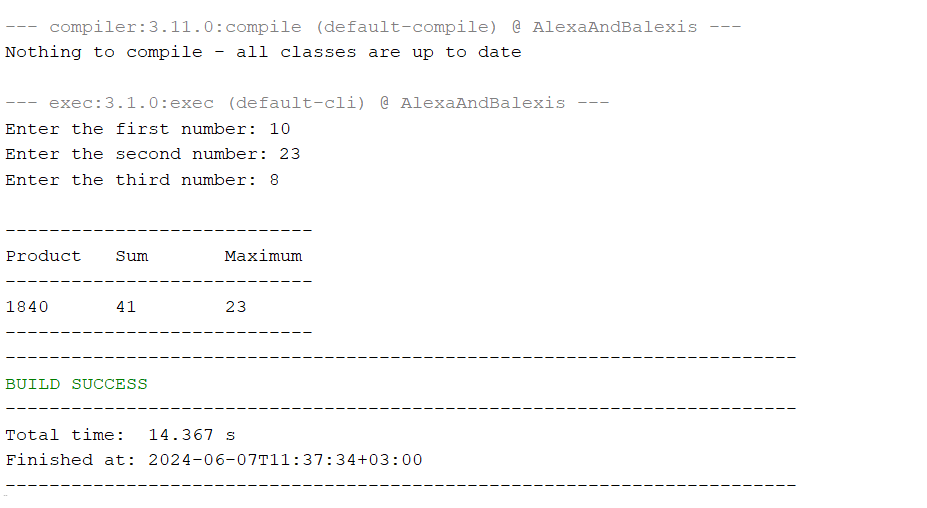 --- compiler:3.11.0:compile (default-compile) @ AlexaAndBalexis ---
Nothing to compile - all classes are up to date

--- exec:3.1.0:exec (default-cli) @ AlexaAndBalexis ---
Enter the first number: 10
Enter the second number: 23
Enter the third number: 8

----------------------------
Product   Sum       Maximum
----------------------------
1840      41        23
----------------------------
------------------------------------------------------------------------
BUILD SUCCESS
------------------------------------------------------------------------
Total time:  14.367 s
Finished at: 2024-06-07T11:37:34+03:00
------------------------------------------------------------------------